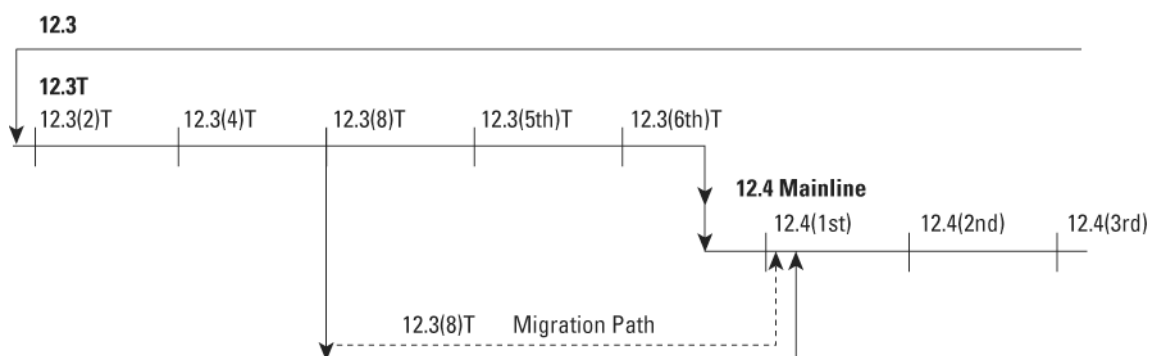 12.3
12.3T
12.3(2)T 12.3(4)T 12.3(8)T 12.3(5th)T 12.3(6th)T
12.4 Mainline
12.4(1st) 12.4(2nd) 12.4(3rd)
12.3(8)T Migration Path